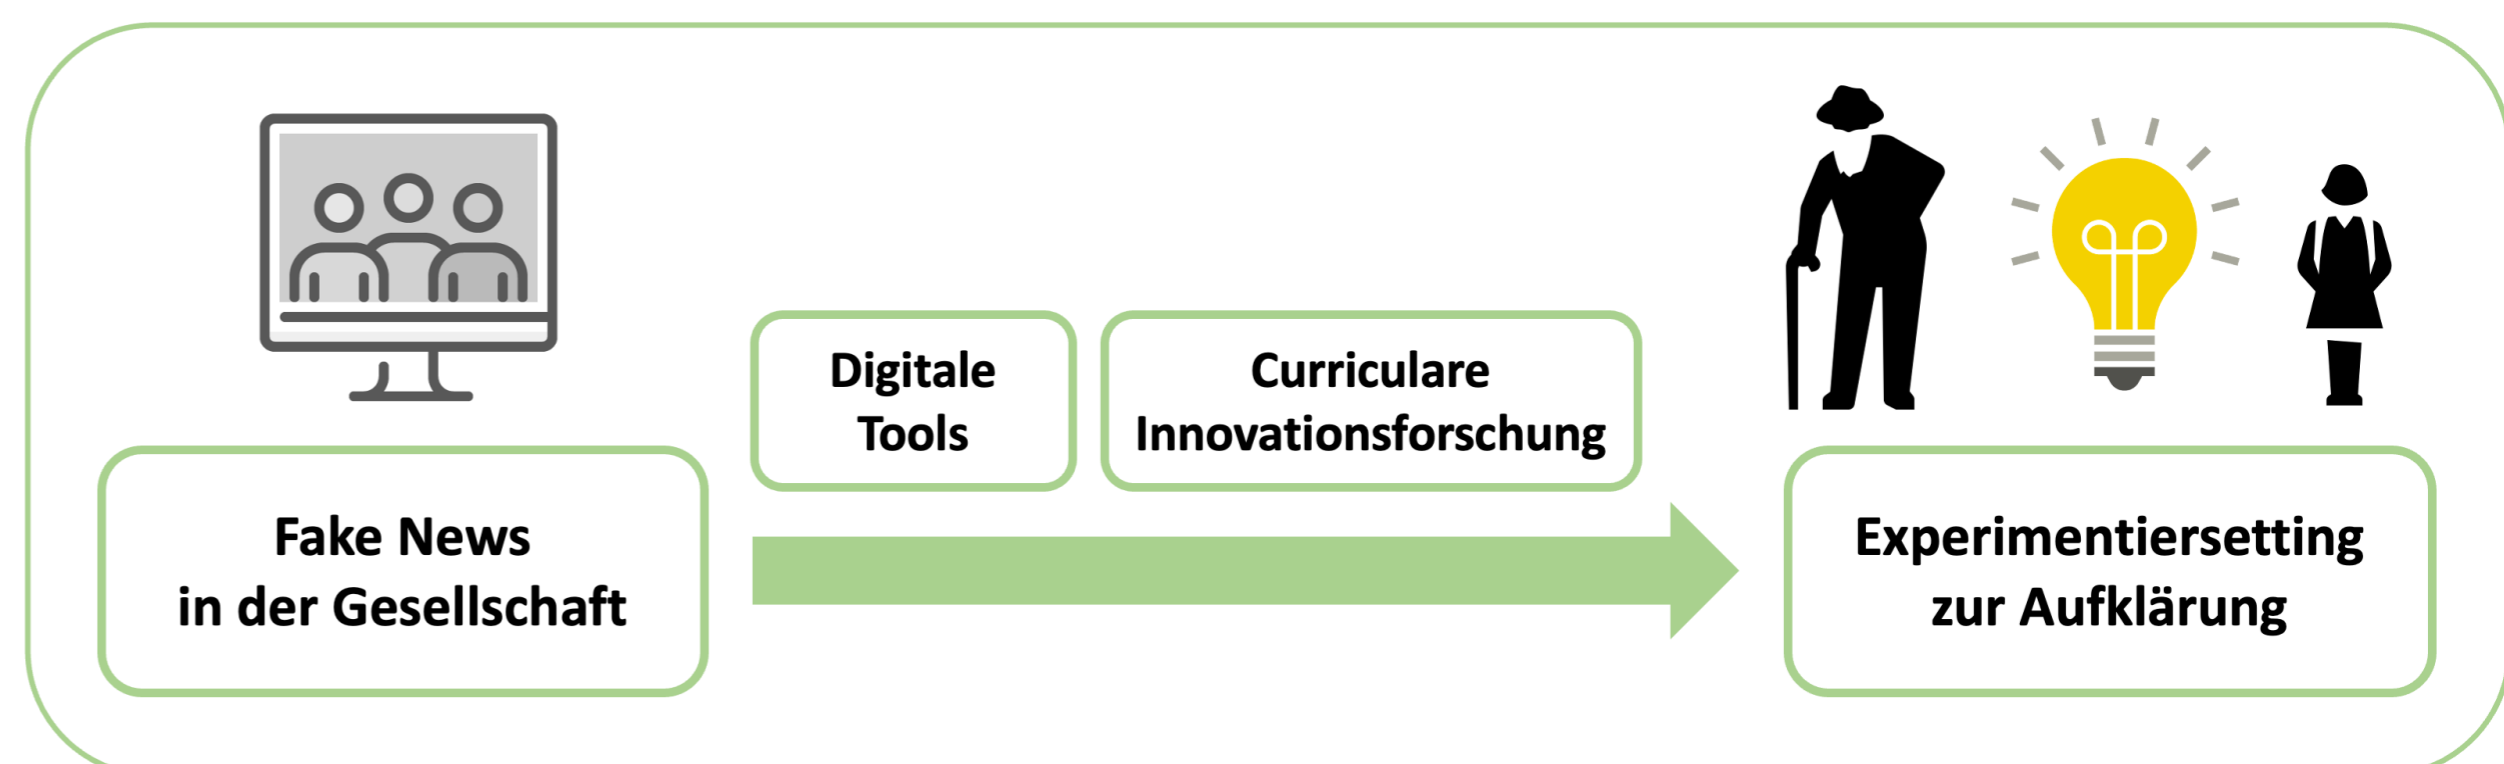 Digitale
Tools
Curriculare
Innovationsforschung
Fake News
in der Gesellschaft
Experimentiersetting
zur Aufklärung